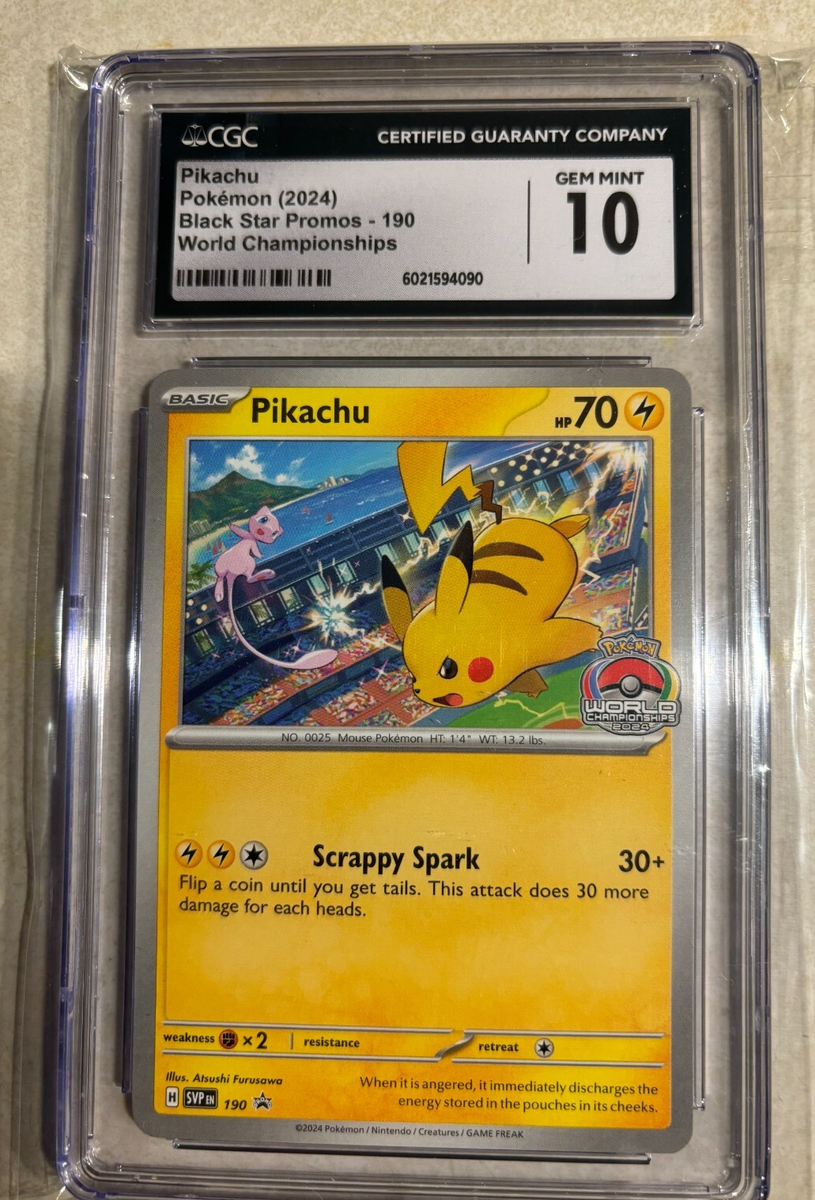 CGC
CERTIFIED GUARANTY COMPANY
Pikachu
Pokémon (2024)
Black Star Promos - 190
World Championships
GEM MINT
10
6021594090
BASIC
Pikachu
HP 70
POKÉMON
WORLD
CHAMPIONSHIPS
2024
NO. 0025 Mouse Pokémon HT: 1'4" WT: 13.2 lbs.
Scrappy Spark 30+
Flip a coin until you get tails. This attack does 30 more
damage for each heads.
weakness ×2 resistance retreat
Illus. Atsushi Furusawa
When it is angered, it immediately discharges the
energy stored in the pouches in its cheeks.
H SVP EN 190
©2024 Pokémon / Nintendo / Creatures / GAME FREAK